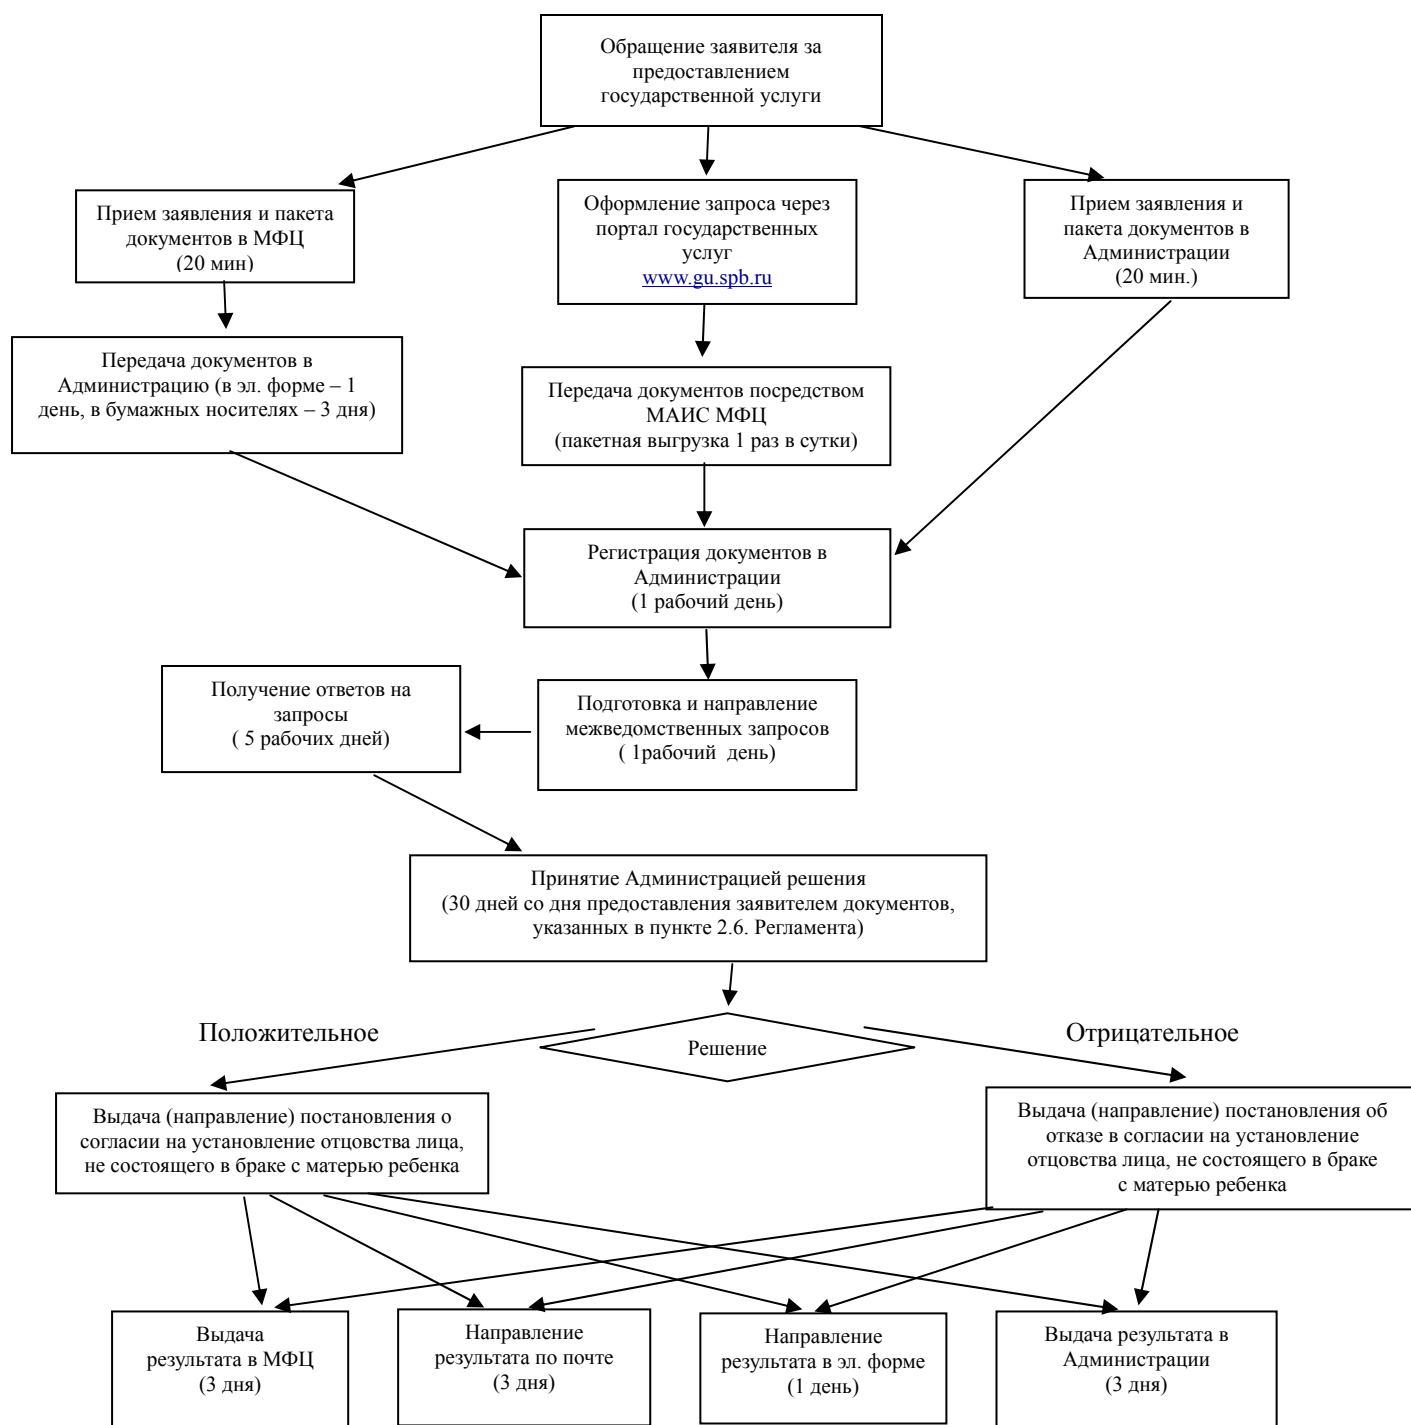 Обращение заявителя за
предоставлением
государственной услуги
Прием заявления и пакета
документов в МФЦ
(20 мин)
Оформление запроса через
портал государственных
услуг
www.gu.spb.ru
Прием заявления и
пакета документов в
Администрации
(20 мин.)
Передача документов в
Администрацию (в эл. форме – 1
день, в бумажных носителях – 3 дня)
Передача документов посредством
МАИС МФЦ
(пакетная выгрузка 1 раз в сутки)
Регистрация документов в
Администрации
(1 рабочий день)
Получение ответов на
запросы
( 5 рабочих дней)
Подготовка и направление
межведомственных запросов
( 1рабочий  день)
Принятие Администрацией решения
(30 дней со дня предоставления заявителем документов,
указанных в пункте 2.6. Регламента)
Положительное
Решение
Отрицательное
Выдача (направление) постановления о
согласии на установление отцовства лица,
не состоящего в браке с матерью ребенка
Выдача (направление) постановления об
отказе в согласии на установление
отцовства лица, не состоящего в браке
с матерью ребенка
Выдача
результата в МФЦ
(3 дня)
Направление
результата по почте
(3 дня)
Направление
результата в эл. форме
(1 день)
Выдача результата в
Администрации
(3 дня)